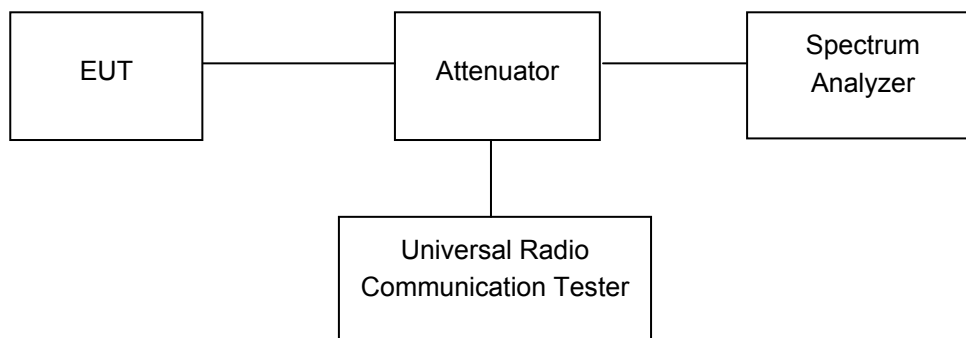 EUT
Attenuator
Spectrum
Analyzer
Universal Radio
Communication Tester